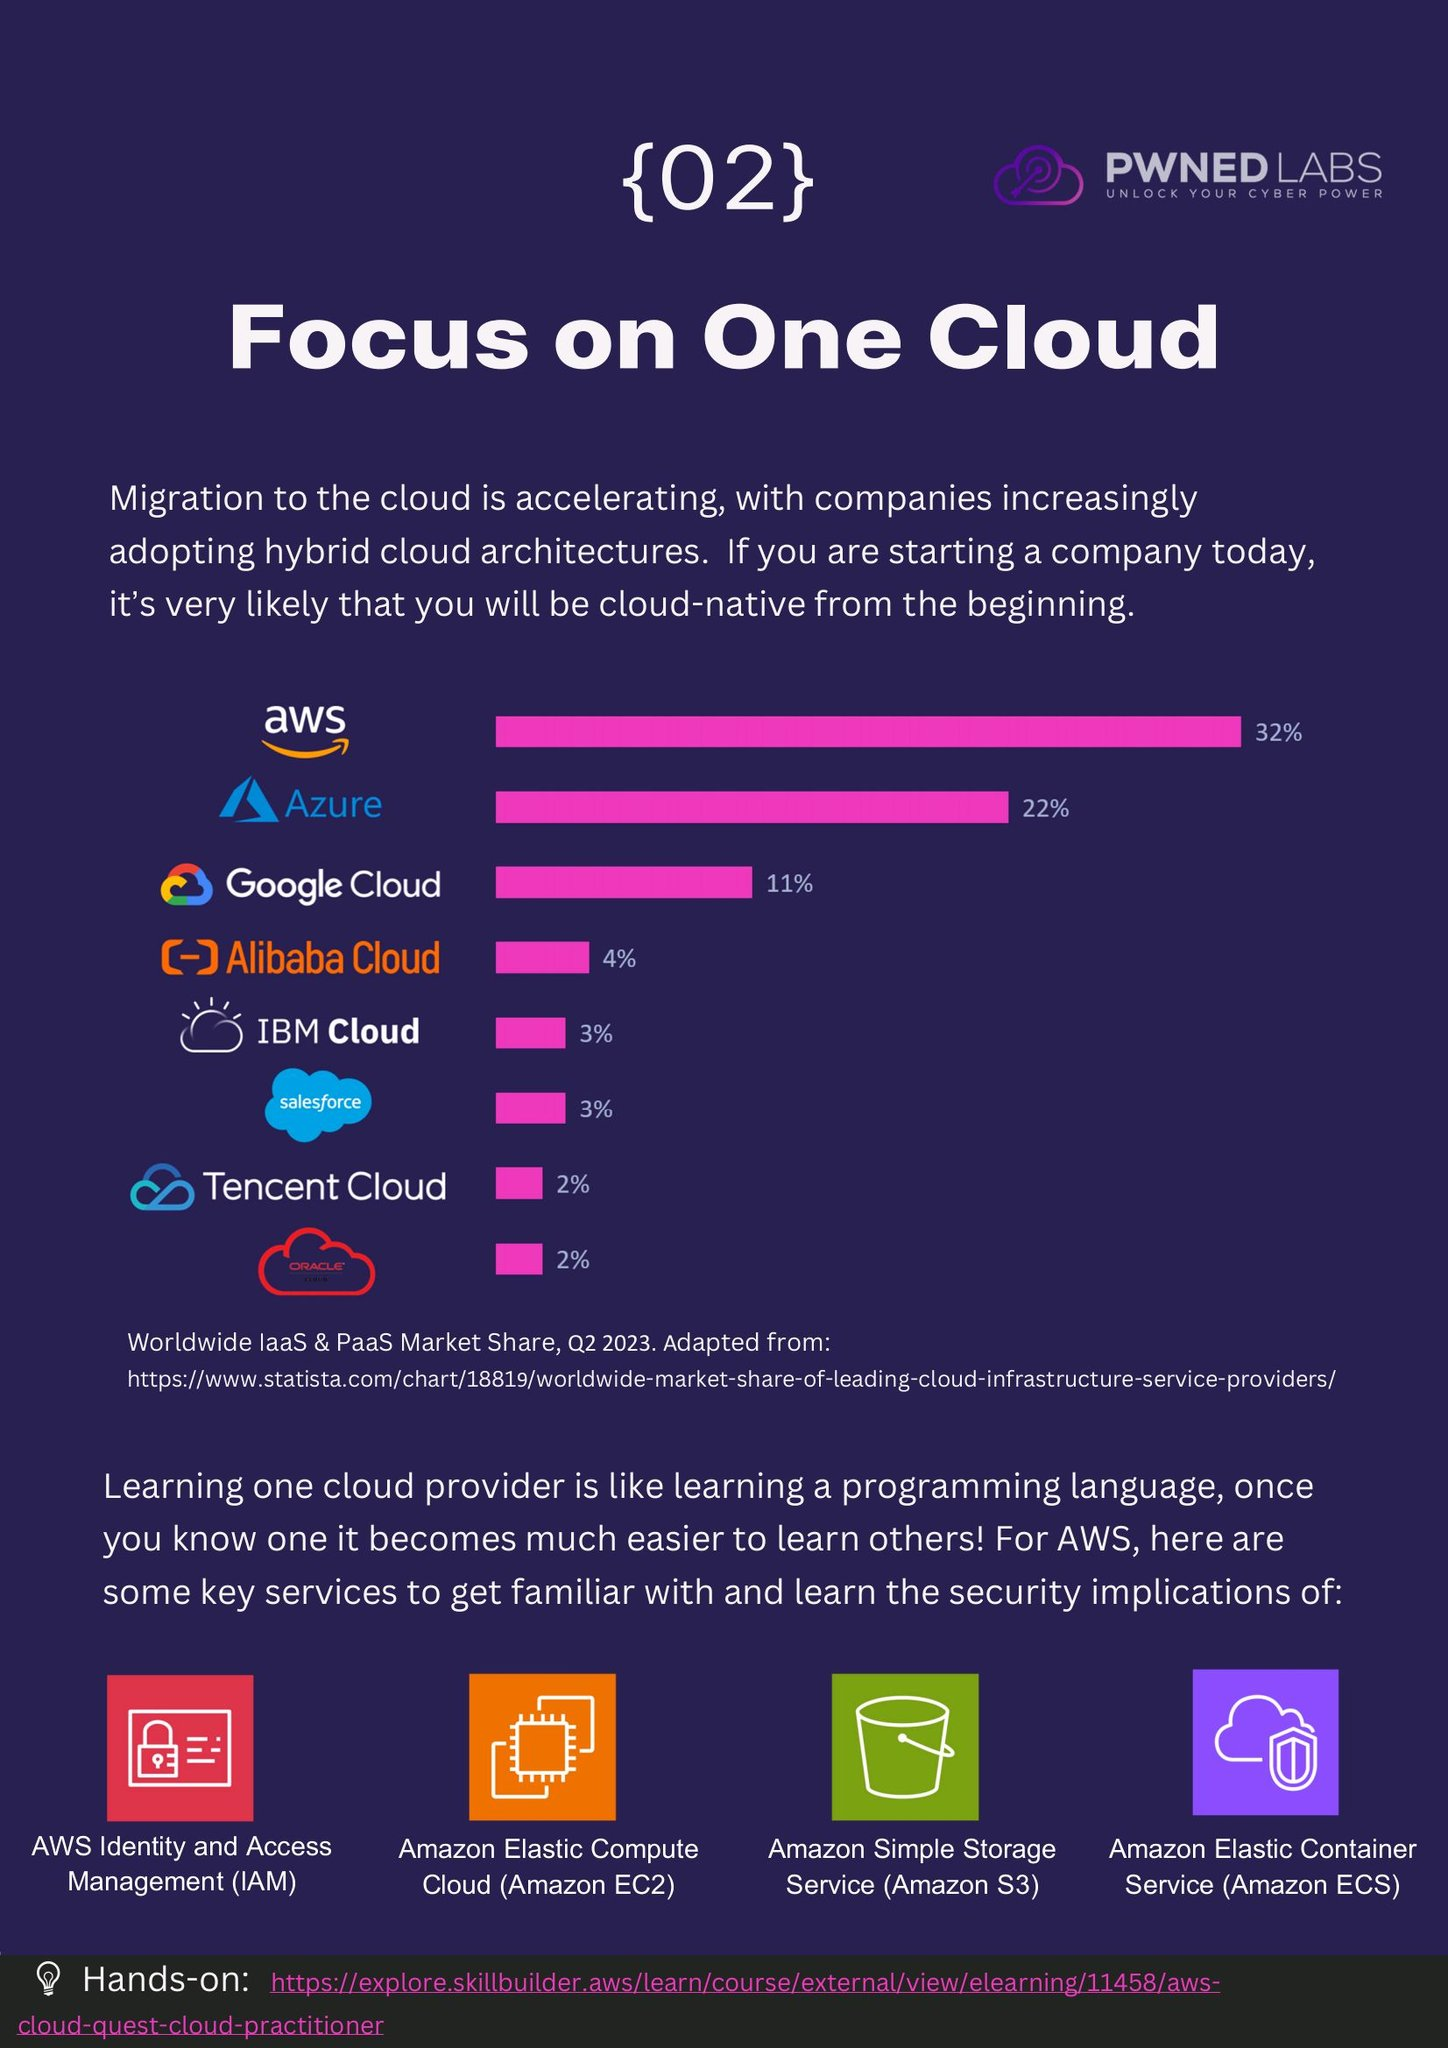 {02}
PWNED LABS
UNLOCK YOUR CYBER POWER
Focus on One Cloud
Migration to the cloud is accelerating, with companies increasingly
adopting hybrid cloud architectures.  If you are starting a company today,
it's very likely that you will be cloud-native from the beginning.
aws 32%
Azure 22%
Google Cloud 11%
Alibaba Cloud 4%
IBM Cloud 3%
salesforce 3%
Tencent Cloud 2%
ORACLE 2%
CLOUD
Worldwide IaaS & PaaS Market Share, Q2 2023. Adapted from:
https://www.statista.com/chart/18819/worldwide-market-share-of-leading-cloud-infrastructure-service-providers/
Learning one cloud provider is like learning a programming language, once
you know one it becomes much easier to learn others! For AWS, here are
some key services to get familiar with and learn the security implications of:
AWS Identity and Access
Management (IAM)
Amazon Elastic Compute
Cloud (Amazon EC2)
Amazon Simple Storage
Service (Amazon S3)
Amazon Elastic Container
Service (Amazon ECS)
Hands-on: https://explore.skillbuilder.aws/learn/course/external/view/elearning/11458/aws-
cloud-quest-cloud-practitioner